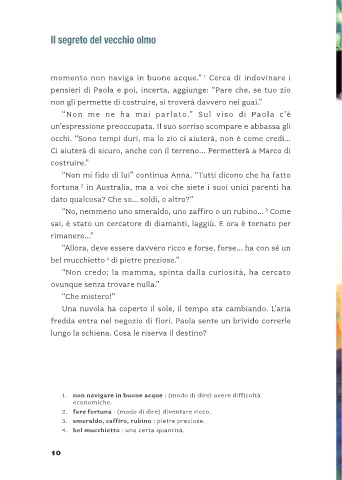 Il segreto del vecchio olmo
momento non naviga in buone acque.” 1 Cerca di indovinare i
pensieri di Paola e poi, incerta, aggiunge: “Pare che, se tuo zio
non gli permette di costruire, si troverà davvero nei guai.”
“Non me ne ha mai parlato.” Sul viso di Paola c’è
un’espressione preoccupata. Il suo sorriso scompare e abbassa gli
occhi. “Sono tempi duri, ma lo zio ci aiuterà, non è come credi...
Ci aiuterà di sicuro, anche con il terreno... Permetterà a Marco di
costruire.”
“Non mi fido di lui” continua Anna. “Tutti dicono che ha fatto
fortuna 2 in Australia, ma a voi che siete i suoi unici parenti ha
dato qualcosa? Che so... soldi, o altro?”
“No, nemmeno uno smeraldo, uno zaffiro o un rubino... 3 Come
sai, è stato un cercatore di diamanti, laggiù. E ora è tornato per
rimanere...”
“Allora, deve essere davvero ricco e forse, forse... ha con sé un
bel mucchietto 4 di pietre preziose.”
“Non credo; la mamma, spinta dalla curiosità, ha cercato
ovunque senza trovare nulla.”
“Che mistero!”
Una nuvola ha coperto il sole, il tempo sta cambiando. L’aria
fredda entra nel negozio di fiori. Paola sente un brivido correrle
lungo la schiena. Cosa le riserva il destino?
1. non navigare in buone acque : (modo di dire) avere difficoltà
economiche.
2. fare fortuna : (modo di dire) diventare ricco.
3. smeraldo, zaffiro, rubino : pietre preziose.
4. bel mucchietto : una certa quantità.
10